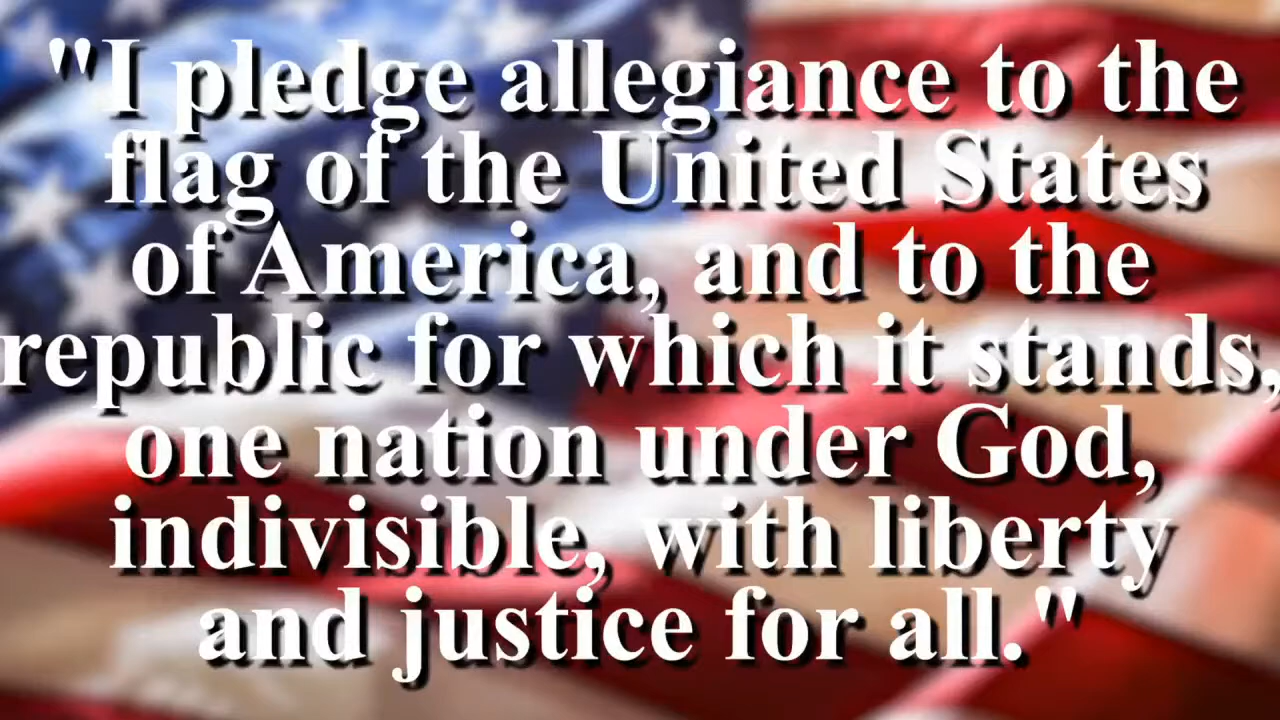 "I pledge allegiance to the
flag of the United States
of America, and to the
republic for which it stands,
one nation under God,
indivisible, with liberty
and justice for all."